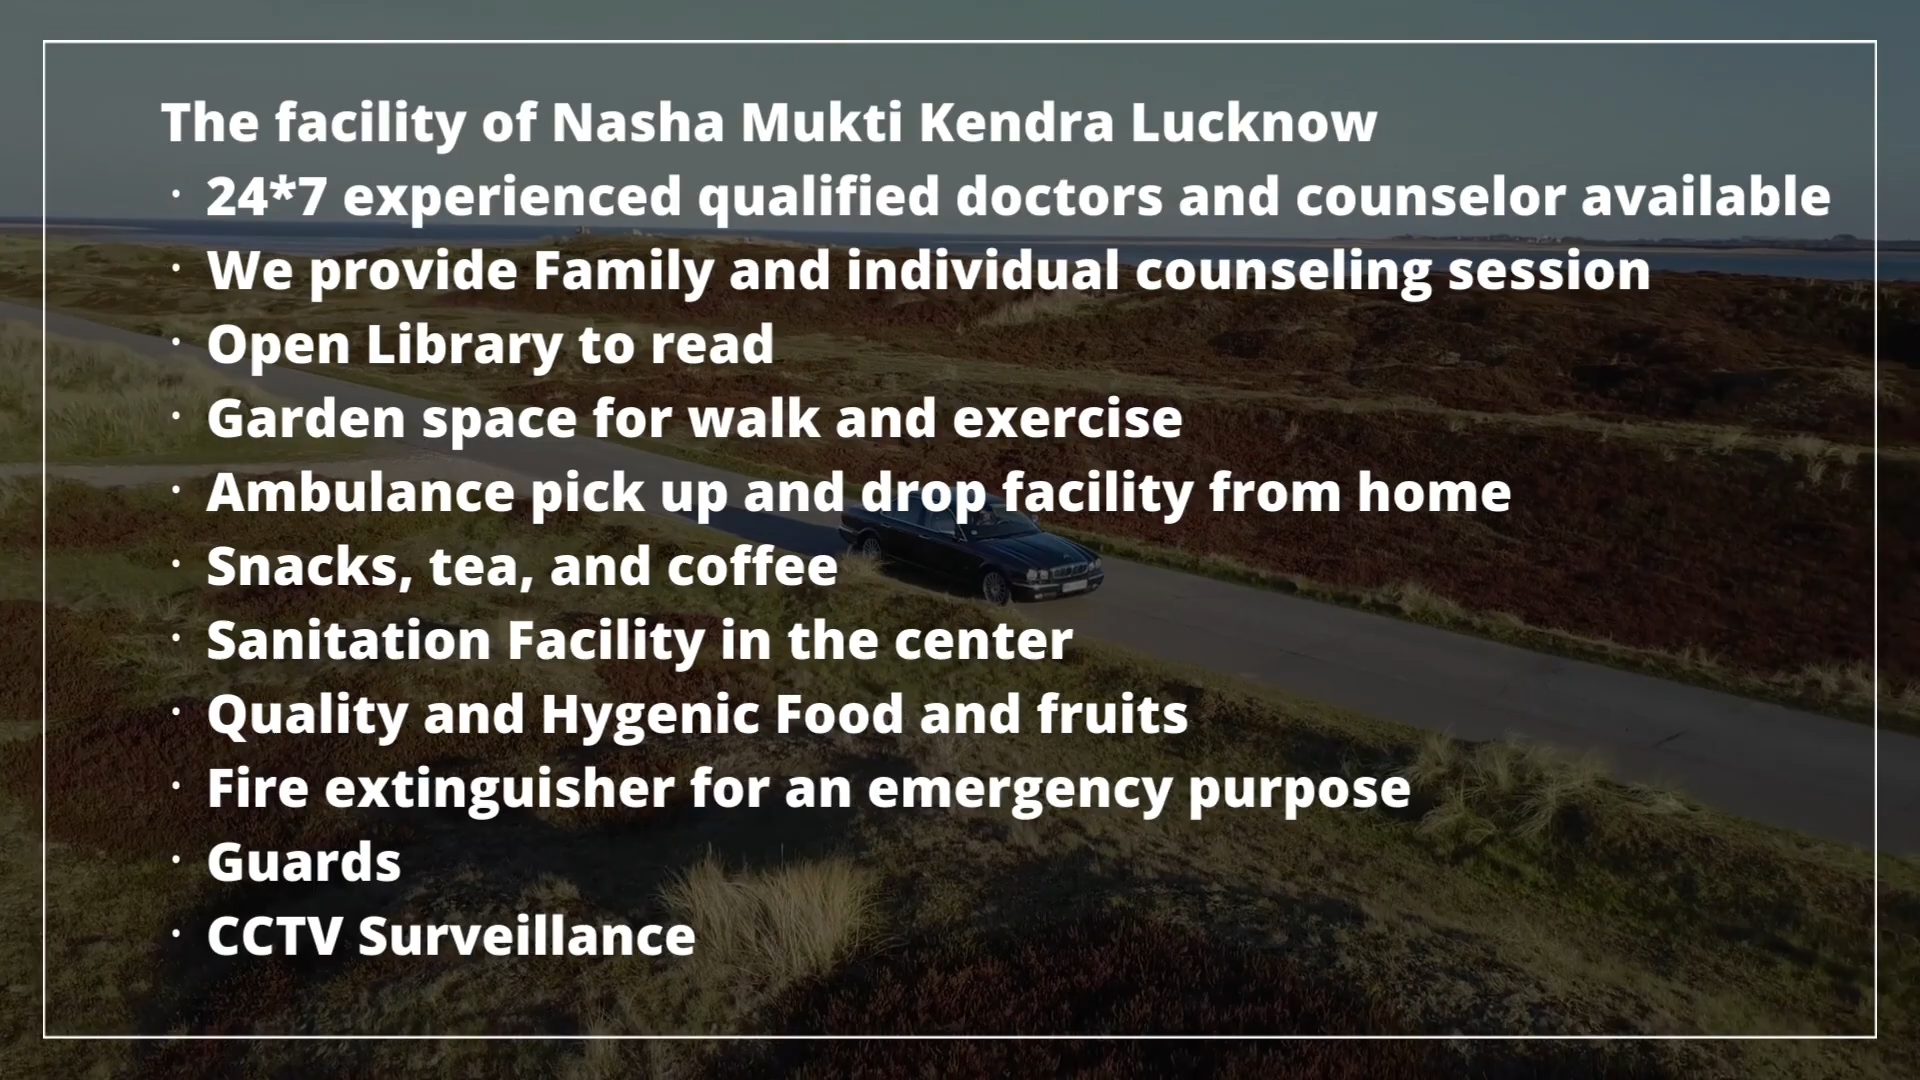 The facility of Nasha Mukti Kendra Lucknow
· 24*7 experienced qualified doctors and counselor available
· We provide Family and individual counseling session
· Open Library to read
· Garden space for walk and exercise
· Ambulance pick up and drop facility from home
· Snacks, tea, and coffee
· Sanitation Facility in the center
· Quality and Hygenic Food and fruits
· Fire extinguisher for an emergency purpose
· Guards
· CCTV Surveillance